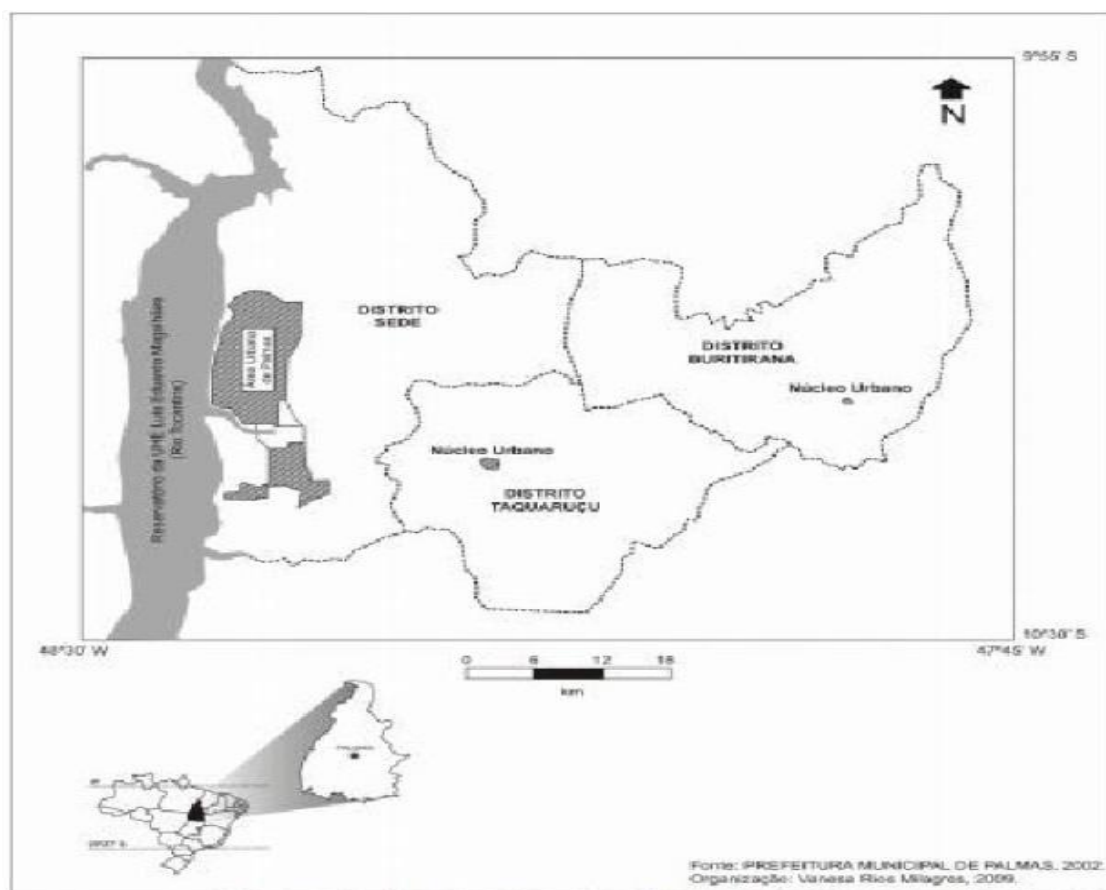 9°55' S
N
DISTRITO
SEDE
Área Urbana
de Palmas
Reservatório da UHE Luís Eduardo Magalhães
(Rio Tocantins)
DISTRITO
BURITIRANA
Núcleo Urbano
Núcleo Urbano
DISTRITO
TAQUARUÇU
48°30' W
47°45' W
0 6 12 18
km
Fonte: PREFEITURA MUNICIPAL DE PALMAS, 2002.
Organização: Vanesa Rios Milagres, 2009.